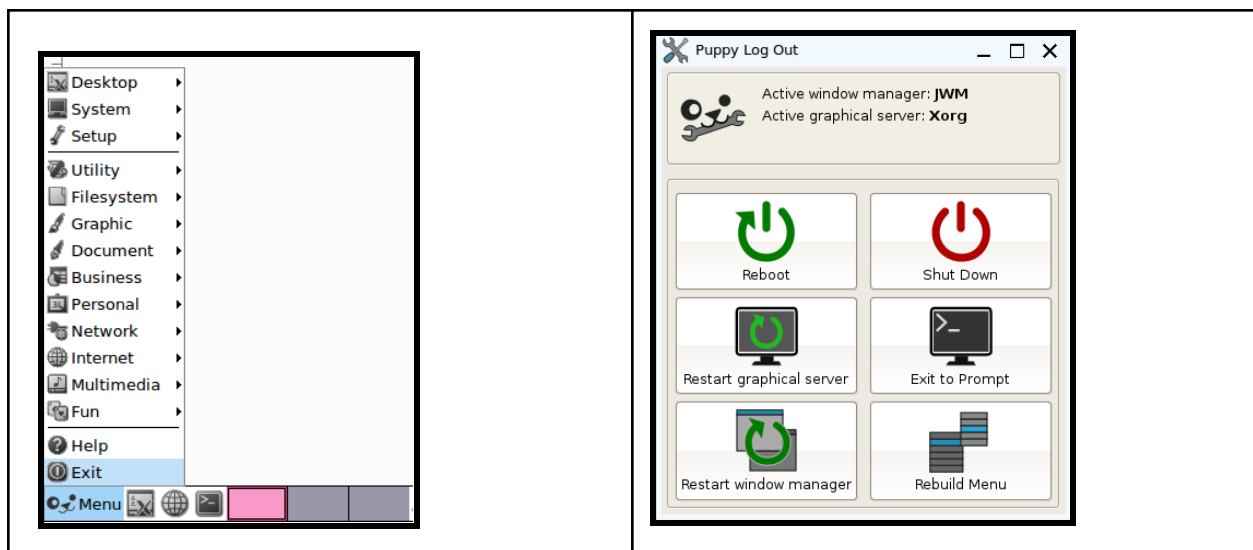 Desktop
System
Setup
Utility
Filesystem
Graphic
Document
Business
Personal
Network
Internet
Multimedia
Fun
Help
Exit
Menu
Puppy Log Out
Active window manager: JWM
Active graphical server: Xorg
Reboot
Shut Down
Restart graphical server
Exit to Prompt
Restart window manager
Rebuild Menu